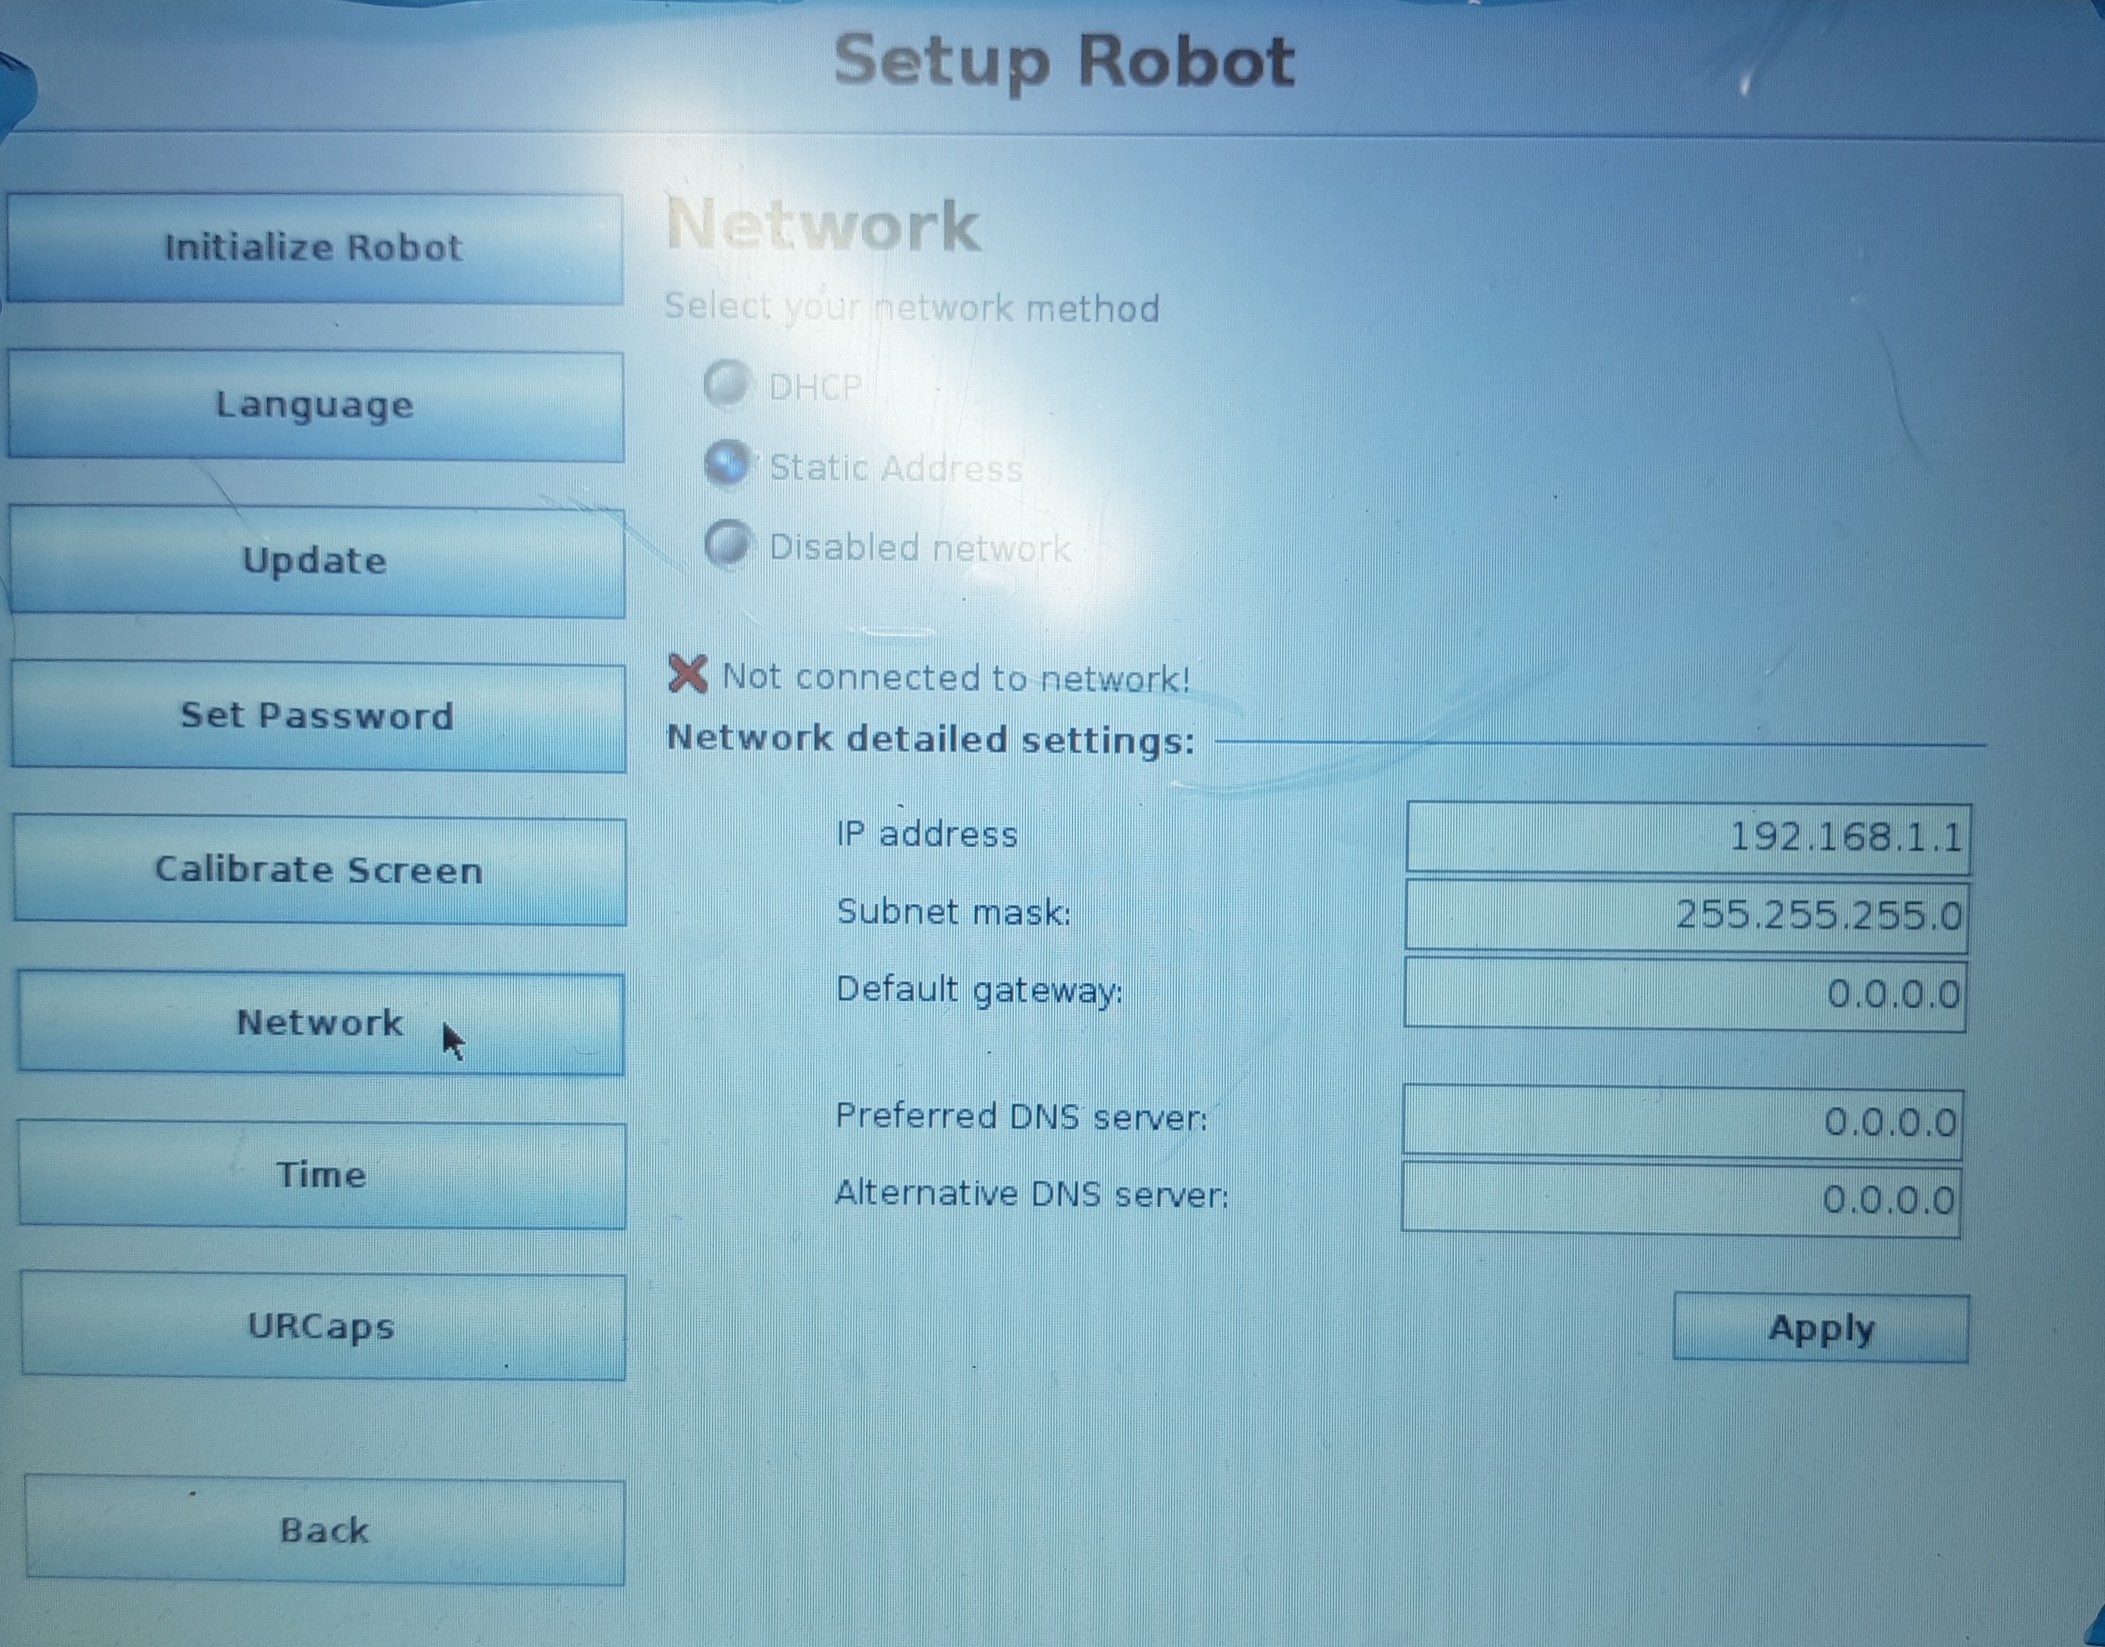 Setup Robot
Initialize Robot
Language
Update
Set Password
Calibrate Screen
Network
Time
URCaps
Back
Network
Select your network method
DHCP
Static Address
Disabled network
Not connected to network!
Network detailed settings:
IP address 192.168.1.1
Subnet mask: 255.255.255.0
Default gateway: 0.0.0.0
Preferred DNS server: 0.0.0.0
Alternative DNS server: 0.0.0.0
Apply